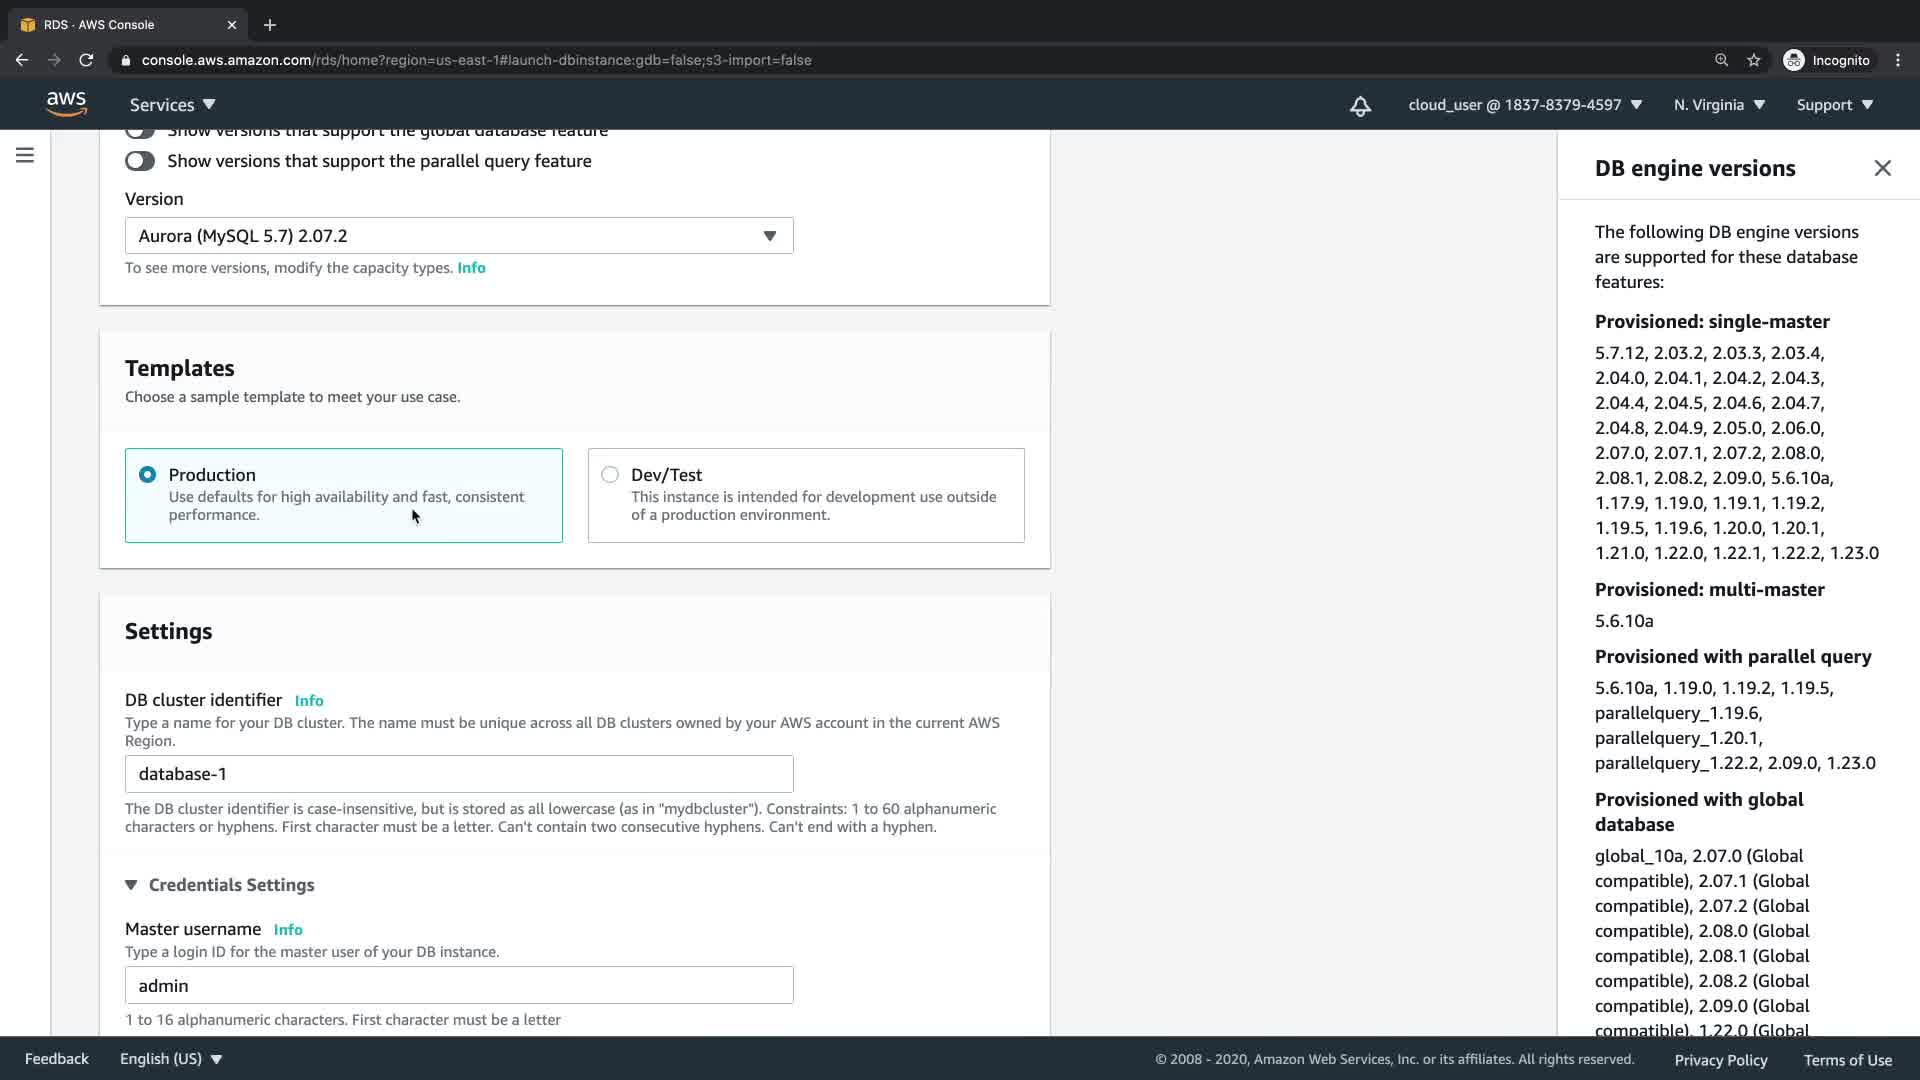 RDS · AWS Console
console.aws.amazon.com/rds/home?region=us-east-1#launch-dbinstance:gdb=false;s3-import=false
Incognito
aws
Services
cloud_user @ 1837-8379-4597
N. Virginia
Support
Show versions that support the global database feature
Show versions that support the parallel query feature
Version
Aurora (MySQL 5.7) 2.07.2
To see more versions, modify the capacity types. Info
Templates
Choose a sample template to meet your use case.
Production
Use defaults for high availability and fast, consistent
performance.
Dev/Test
This instance is intended for development use outside
of a production environment.
Settings
DB cluster identifier Info
Type a name for your DB cluster. The name must be unique across all DB clusters owned by your AWS account in the current AWS
Region.
database-1
The DB cluster identifier is case-insensitive, but is stored as all lowercase (as in "mydbcluster"). Constraints: 1 to 60 alphanumeric
characters or hyphens. First character must be a letter. Can't contain two consecutive hyphens. Can't end with a hyphen.
Credentials Settings
Master username Info
Type a login ID for the master user of your DB instance.
admin
1 to 16 alphanumeric characters. First character must be a letter
DB engine versions
The following DB engine versions
are supported for these database
features:
Provisioned: single-master
5.7.12, 2.03.2, 2.03.3, 2.03.4,
2.04.0, 2.04.1, 2.04.2, 2.04.3,
2.04.4, 2.04.5, 2.04.6, 2.04.7,
2.04.8, 2.04.9, 2.05.0, 2.06.0,
2.07.0, 2.07.1, 2.07.2, 2.08.0,
2.08.1, 2.08.2, 2.09.0, 5.6.10a,
1.17.9, 1.19.0, 1.19.1, 1.19.2,
1.19.5, 1.19.6, 1.20.0, 1.20.1,
1.21.0, 1.22.0, 1.22.1, 1.22.2, 1.23.0
Provisioned: multi-master
5.6.10a
Provisioned with parallel query
5.6.10a, 1.19.0, 1.19.2, 1.19.5,
parallelquery_1.19.6,
parallelquery_1.20.1,
parallelquery_1.22.2, 2.09.0, 1.23.0
Provisioned with global
database
global_10a, 2.07.0 (Global
compatible), 2.07.1 (Global
compatible), 2.07.2 (Global
compatible), 2.08.0 (Global
compatible), 2.08.1 (Global
compatible), 2.08.2 (Global
compatible), 2.09.0 (Global
compatible), 1.22.0 (Global
Feedback
English (US)
© 2008 - 2020, Amazon Web Services, Inc. or its affiliates. All rights reserved.
Privacy Policy
Terms of Use